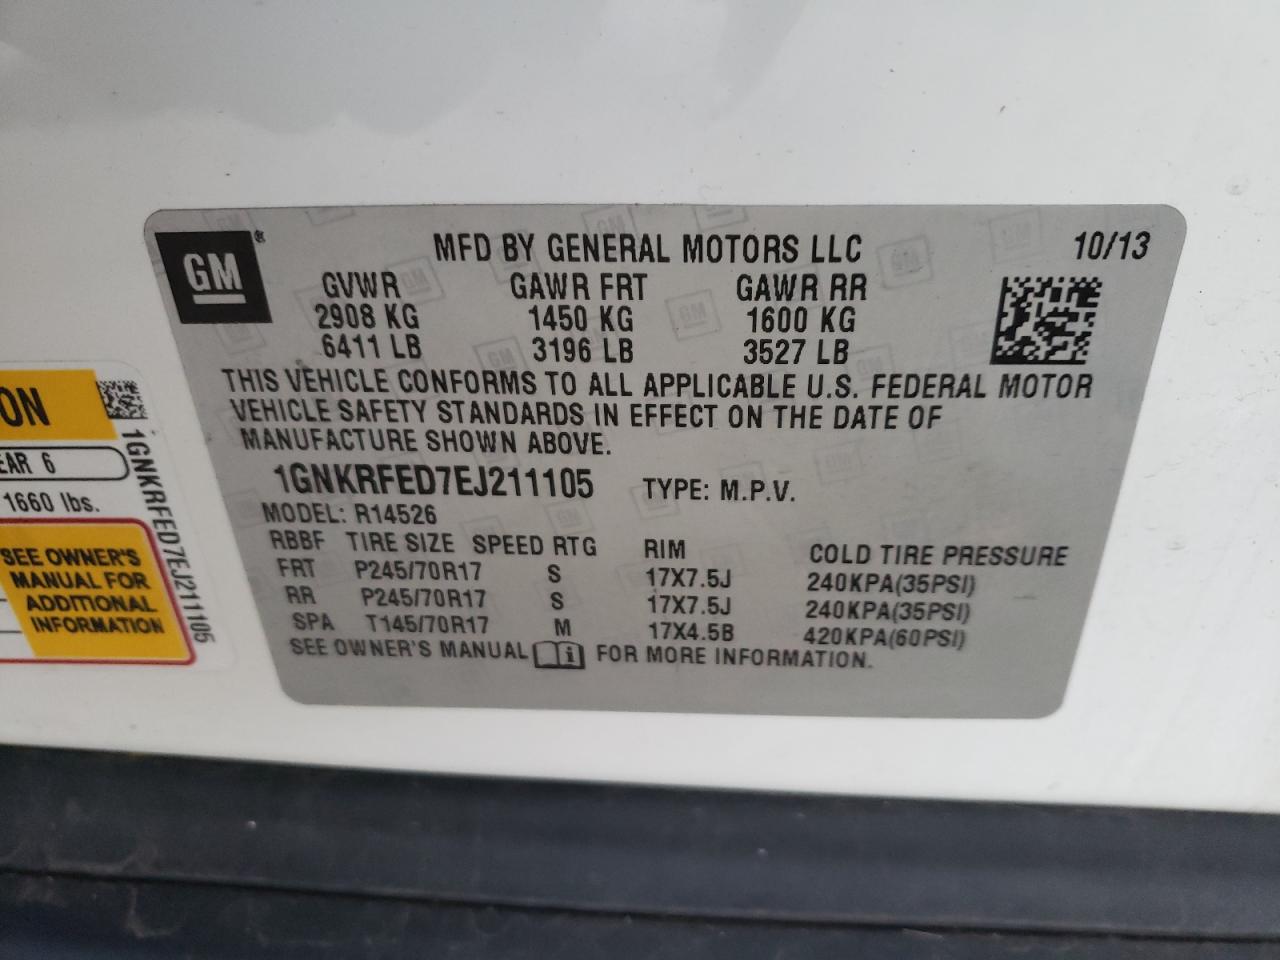 GM
MFD BY GENERAL MOTORS LLC 10/13
GVWR GAWR FRT GAWR RR
2908 KG 1450 KG 1600 KG
6411 LB 3196 LB 3527 LB
THIS VEHICLE CONFORMS TO ALL APPLICABLE U.S. FEDERAL MOTOR
VEHICLE SAFETY STANDARDS IN EFFECT ON THE DATE OF
MANUFACTURE SHOWN ABOVE.
1GNKRFED7EJ211105 TYPE: M.P.V.
MODEL: R14526
RBBF TIRE SIZE SPEED RTG RIM COLD TIRE PRESSURE
FRT P245/70R17 S 17X7.5J 240KPA(35PSI)
RR P245/70R17 S 17X7.5J 240KPA(35PSI)
SPA T145/70R17 M 17X4.5B 420KPA(60PSI)
SEE OWNER'S MANUAL FOR MORE INFORMATION.
ON
EAR 6
1660 lbs.
SEE OWNER'S
MANUAL FOR
ADDITIONAL
INFORMATION
1GNKRFED7EJ211105